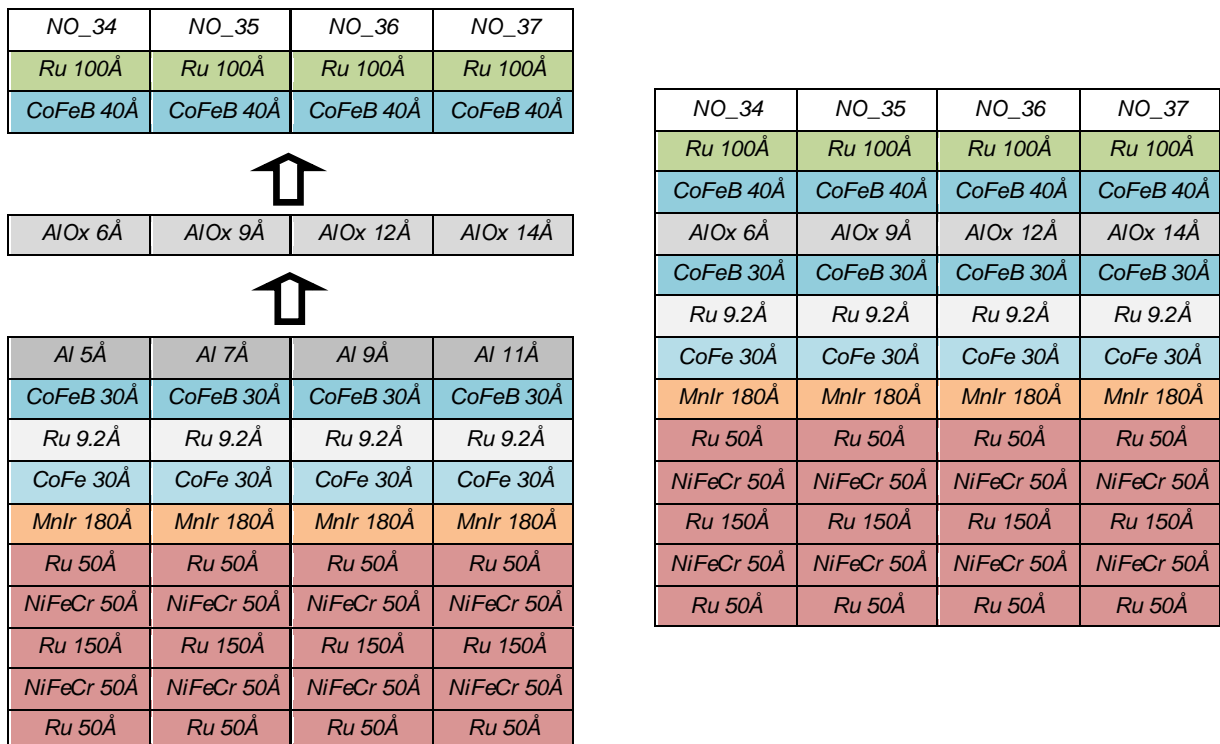 NO_34 NO_35 NO_36 NO_37
Ru 100Å Ru 100Å Ru 100Å Ru 100Å
CoFeB 40Å CoFeB 40Å CoFeB 40Å CoFeB 40Å
AlOx 6Å AlOx 9Å AlOx 12Å AlOx 14Å
Al 5Å Al 7Å Al 9Å Al 11Å
CoFeB 30Å CoFeB 30Å CoFeB 30Å CoFeB 30Å
Ru 9.2Å Ru 9.2Å Ru 9.2Å Ru 9.2Å
CoFe 30Å CoFe 30Å CoFe 30Å CoFe 30Å
MnIr 180Å MnIr 180Å MnIr 180Å MnIr 180Å
Ru 50Å Ru 50Å Ru 50Å Ru 50Å
NiFeCr 50Å NiFeCr 50Å NiFeCr 50Å NiFeCr 50Å
Ru 150Å Ru 150Å Ru 150Å Ru 150Å
NiFeCr 50Å NiFeCr 50Å NiFeCr 50Å NiFeCr 50Å
Ru 50Å Ru 50Å Ru 50Å Ru 50Å
NO_34 NO_35 NO_36 NO_37
Ru 100Å Ru 100Å Ru 100Å Ru 100Å
CoFeB 40Å CoFeB 40Å CoFeB 40Å CoFeB 40Å
AlOx 6Å AlOx 9Å AlOx 12Å AlOx 14Å
CoFeB 30Å CoFeB 30Å CoFeB 30Å CoFeB 30Å
Ru 9.2Å Ru 9.2Å Ru 9.2Å Ru 9.2Å
CoFe 30Å CoFe 30Å CoFe 30Å CoFe 30Å
MnIr 180Å MnIr 180Å MnIr 180Å MnIr 180Å
Ru 50Å Ru 50Å Ru 50Å Ru 50Å
NiFeCr 50Å NiFeCr 50Å NiFeCr 50Å NiFeCr 50Å
Ru 150Å Ru 150Å Ru 150Å Ru 150Å
NiFeCr 50Å NiFeCr 50Å NiFeCr 50Å NiFeCr 50Å
Ru 50Å Ru 50Å Ru 50Å Ru 50Å